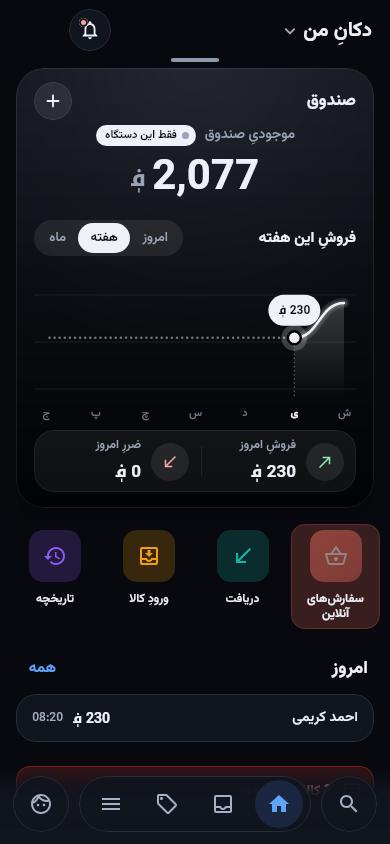 دکانِ من
صندوق
موجودیِ صندوق فقط این دستگاه
2,077 ؋
فروشِ این هفته
امروز هفته ماه
230 ؋
ش ی د س چ پ ج
فروشِ امروز
230 ؋
ضررِ امروز
0 ؋
سفارش‌های آنلاین
دریافت
ورودِ کالا
تاریخچه
امروز
همه
احمد کریمی
230 ؋ 08:20